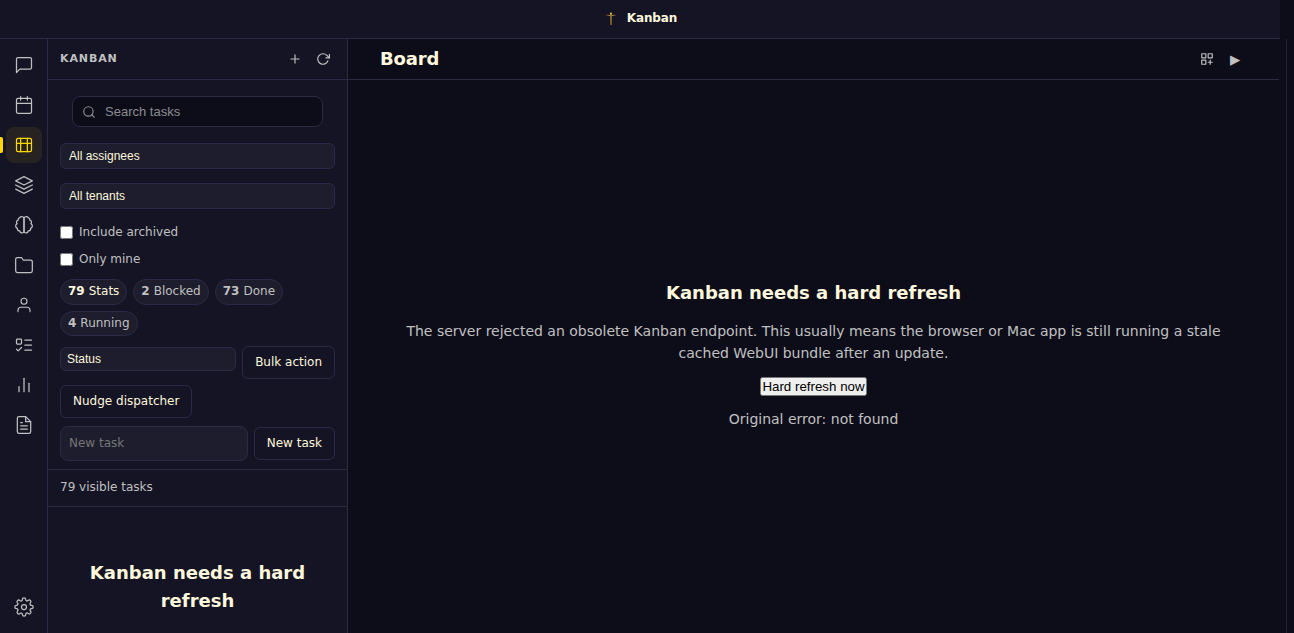 Kanban
KANBAN
Search tasks
All assignees
All tenants
Include archived
Only mine
79 Stats
2 Blocked
73 Done
4 Running
Status
Bulk action
Nudge dispatcher
New task
New task
79 visible tasks
Kanban needs a hard
refresh
Board
Kanban needs a hard refresh
The server rejected an obsolete Kanban endpoint. This usually means the browser or Mac app is still running a stale
cached WebUI bundle after an update.
Hard refresh now
Original error: not found